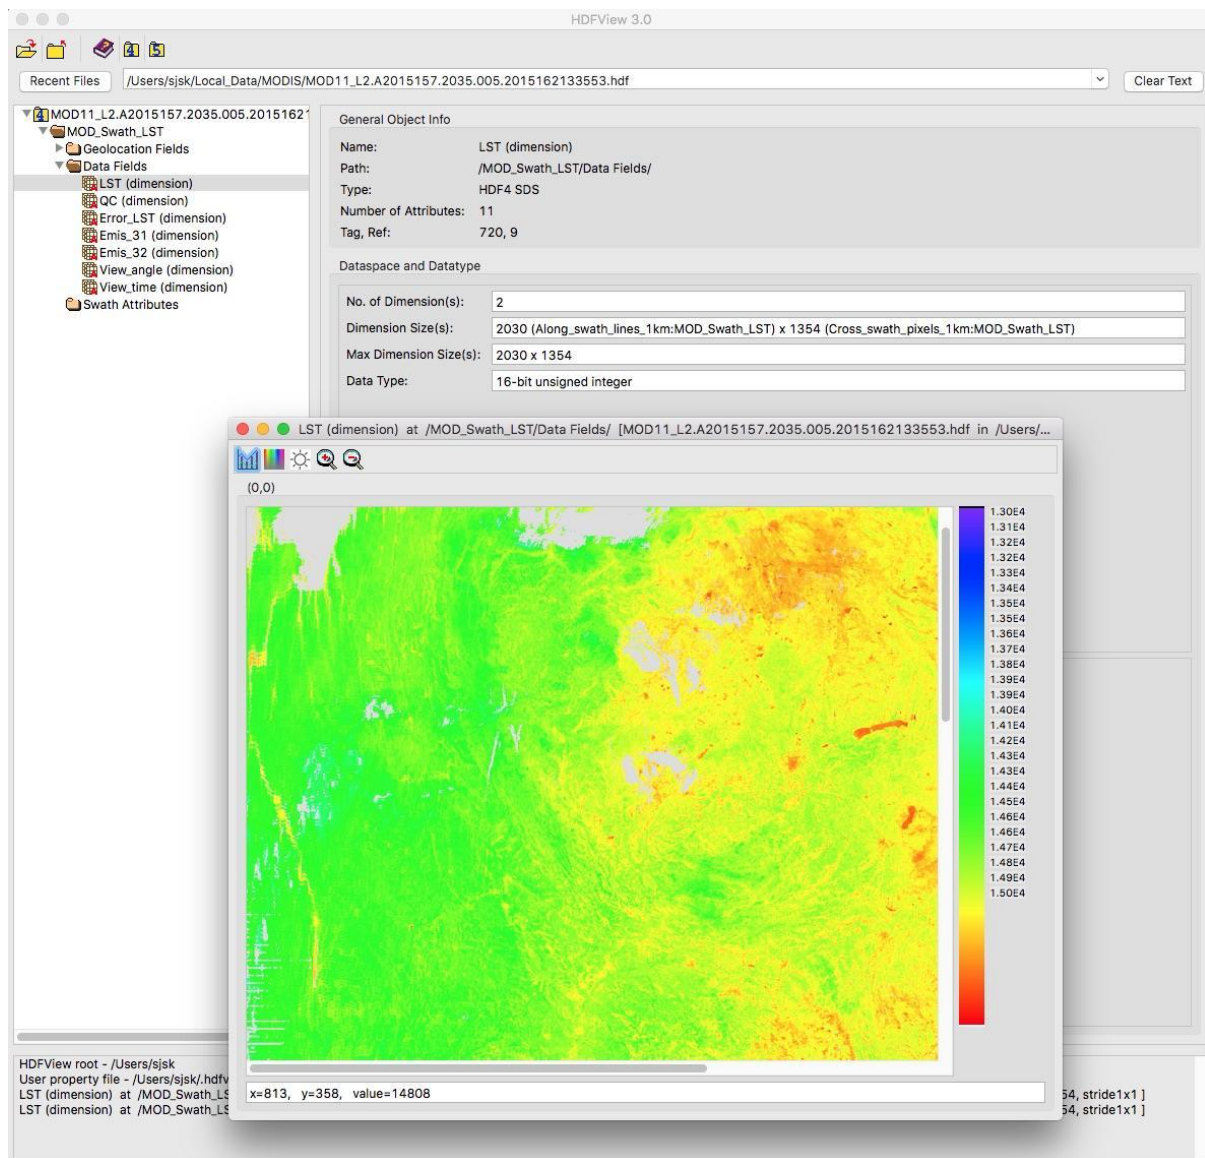 HDFView 3.0
4 5
Recent Files /Users/sjsk/Local_Data/MODIS/MOD11_L2.A2015157.2035.005.2015162133553.hdf Clear Text
4 MOD11_L2.A2015157.2035.005.2015162
MOD_Swath_LST
Geolocation Fields
Data Fields
LST (dimension)
QC (dimension)
Error_LST (dimension)
Emis_31 (dimension)
Emis_32 (dimension)
View_angle (dimension)
View_time (dimension)
Swath Attributes
General Object Info
Name: LST (dimension)
Path: /MOD_Swath_LST/Data Fields/
Type: HDF4 SDS
Number of Attributes: 11
Tag, Ref: 720, 9
Dataspace and Datatype
No. of Dimension(s): 2
Dimension Size(s): 2030 (Along_swath_lines_1km:MOD_Swath_LST) x 1354 (Cross_swath_pixels_1km:MOD_Swath_LST)
Max Dimension Size(s): 2030 x 1354
Data Type: 16-bit unsigned integer
LST (dimension) at /MOD_Swath_LST/Data Fields/ [MOD11_L2.A2015157.2035.005.2015162133553.hdf in /Users/...
(0,0)
1.30E4
1.31E4
1.32E4
1.32E4
1.33E4
1.34E4
1.35E4
1.35E4
1.36E4
1.37E4
1.38E4
1.39E4
1.39E4
1.40E4
1.41E4
1.42E4
1.43E4
1.43E4
1.44E4
1.45E4
1.46E4
1.46E4
1.47E4
1.48E4
1.49E4
1.50E4
x=813, y=358, value=14808
HDFView root - /Users/sjsk
User property file - /Users/sjsk/.hdfv
LST (dimension) at /MOD_Swath_LS 54, stride1x1 ]
LST (dimension) at /MOD_Swath_LS 54, stride1x1 ]